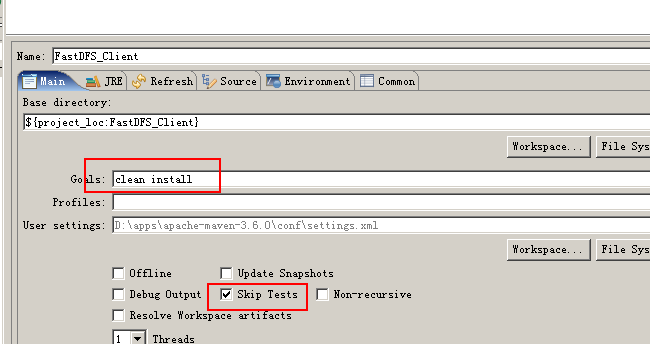 Name: FastDFS_Client
Main JRE Refresh Source Environment Common
Base directory:
${project_loc:FastDFS_Client}
Workspace... File Sys
Goals: clean install
Profiles:
User settings: D:\apps\apache-maven-3.6.0\conf\settings.xml
Workspace... File Sys
Offline Update Snapshots
Debug Output Skip Tests Non-recursive
Resolve Workspace artifacts
1 Threads